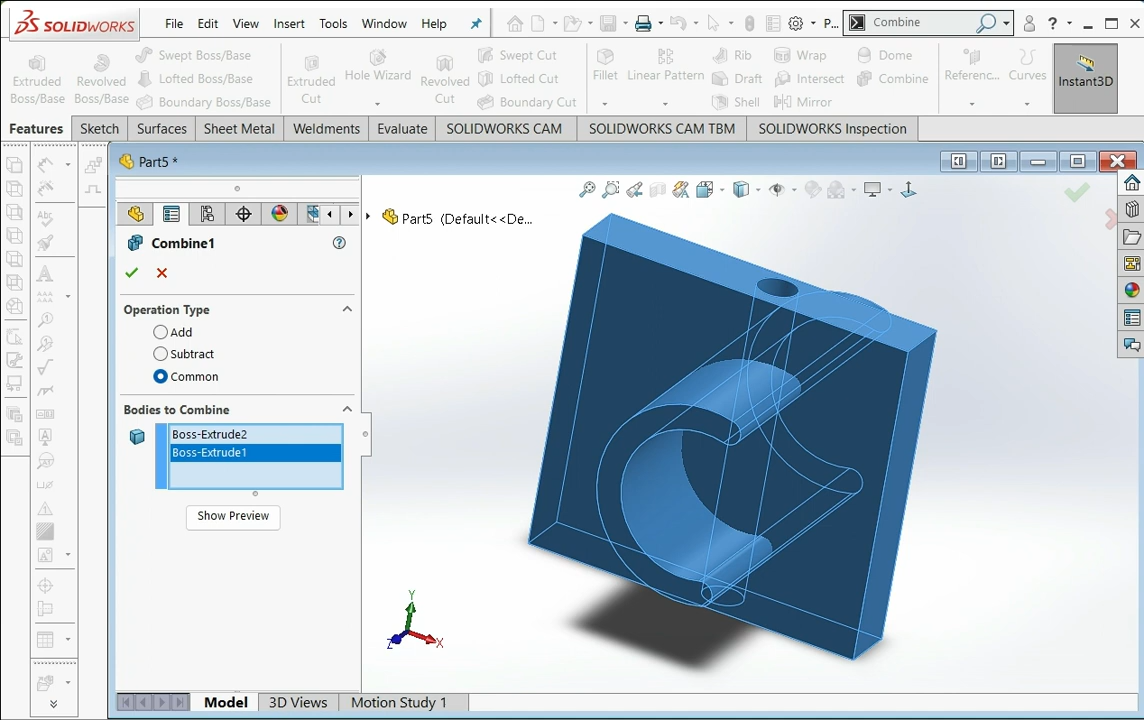 SOLIDWORKS File Edit View Insert Tools Window Help P... Combine ?
Extruded Boss/Base
Revolved Boss/Base
Swept Boss/Base
Lofted Boss/Base
Boundary Boss/Base
Extruded Cut
Hole Wizard
Revolved Cut
Swept Cut
Lofted Cut
Boundary Cut
Fillet
Linear Pattern
Rib
Draft
Shell
Wrap
Intersect
Mirror
Dome
Combine
Referenc...
Curves
Instant3D
Features Sketch Surfaces Sheet Metal Weldments Evaluate SOLIDWORKS CAM SOLIDWORKS CAM TBM SOLIDWORKS Inspection
Part5 *
Part5 (Default<<De...
Combine1
Operation Type
Add
Subtract
Common
Bodies to Combine
Boss-Extrude2
Boss-Extrude1
Show Preview
Y
X
Z
Model 3D Views Motion Study 1